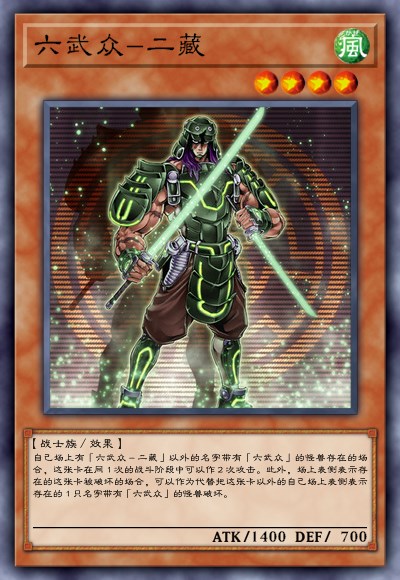 六武众－二藏
風
【战士族／效果】
自己场上有「六武众－二藏」以外的名字带有「六武众」的怪兽存在的场
合，这张卡在同１次的战斗阶段中可以作２次攻击。此外，场上表侧表示存
在的这张卡被破坏的场合，可以作为代替把这张卡以外的自己场上表侧表示
存在的１只名字带有「六武众」的怪兽破坏。
ATK/1400 DEF/ 700